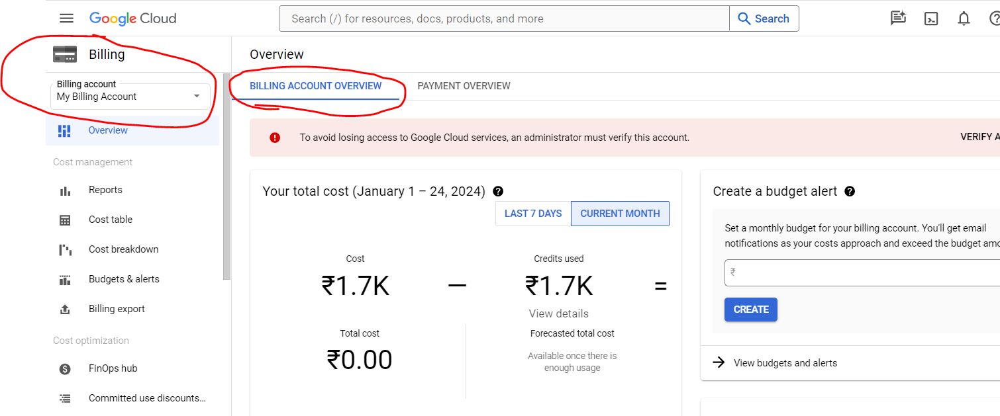 Google Cloud
Search (/) for resources, docs, products, and more
Search
Billing
Billing account
My Billing Account
Overview
Cost management
Reports
Cost table
Cost breakdown
Budgets & alerts
Billing export
Cost optimization
FinOps hub
Committed use discounts...
Overview
BILLING ACCOUNT OVERVIEW
PAYMENT OVERVIEW
To avoid losing access to Google Cloud services, an administrator must verify this account.
VERIFY A
Your total cost (January 1 – 24, 2024)
LAST 7 DAYS
CURRENT MONTH
Cost
₹1.7K
—
Credits used
₹1.7K
=
View details
Total cost
₹0.00
Forecasted total cost
Available once there is
enough usage
Create a budget alert
Set a monthly budget for your billing account. You'll get email
notifications as your costs approach and exceed the budget amo
₹
CREATE
View budgets and alerts